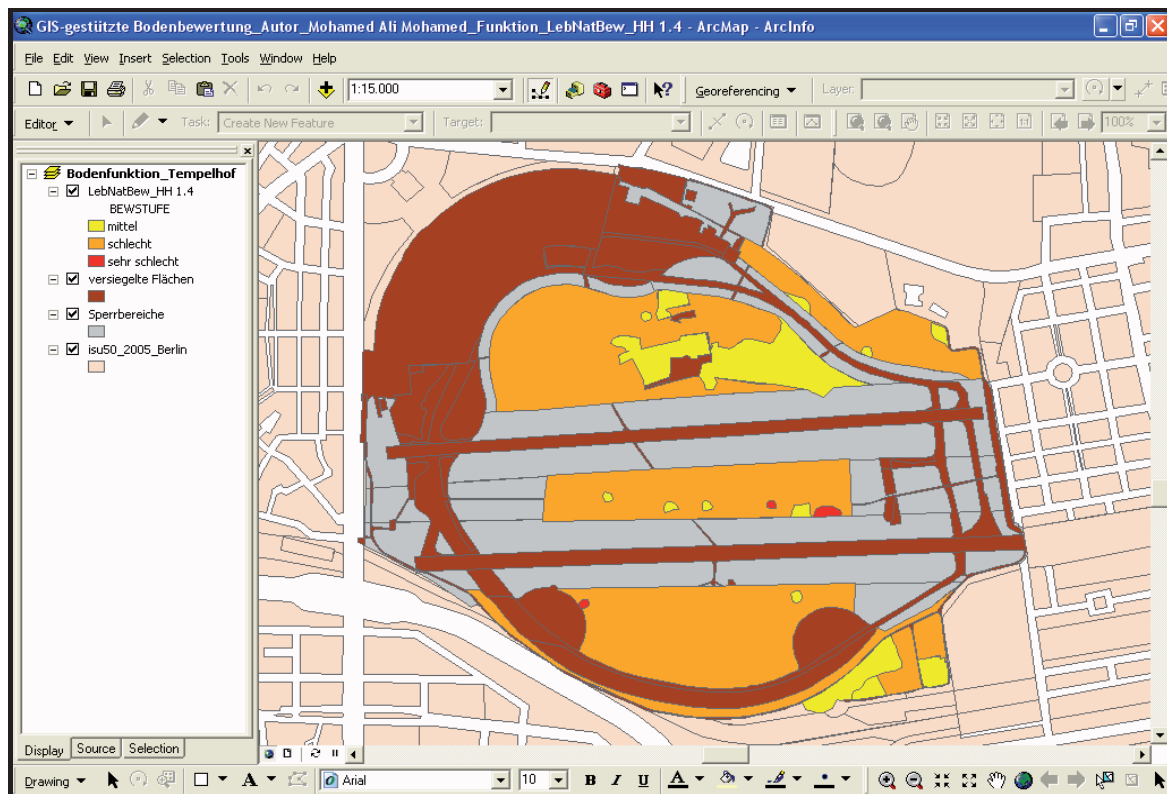 GIS-gestützte Bodenbewertung_Autor_Mohamed Ali Mohamed_Funktion_LebNatBew_HH 1.4 - ArcMap - ArcInfo
File Edit View Insert Selection Tools Window Help
1:15.000 Georeferencing Layer:
Editor Task: Create New Feature Target: 100%
Bodenfunktion_Tempelhof
LebNatBew_HH 1.4
BEWSTUFE
mittel
schlecht
sehr schlecht
versiegelte Flächen
Sperrbereiche
isu50_2005_Berlin
Display Source Selection
Drawing A Arial 10 B I U A